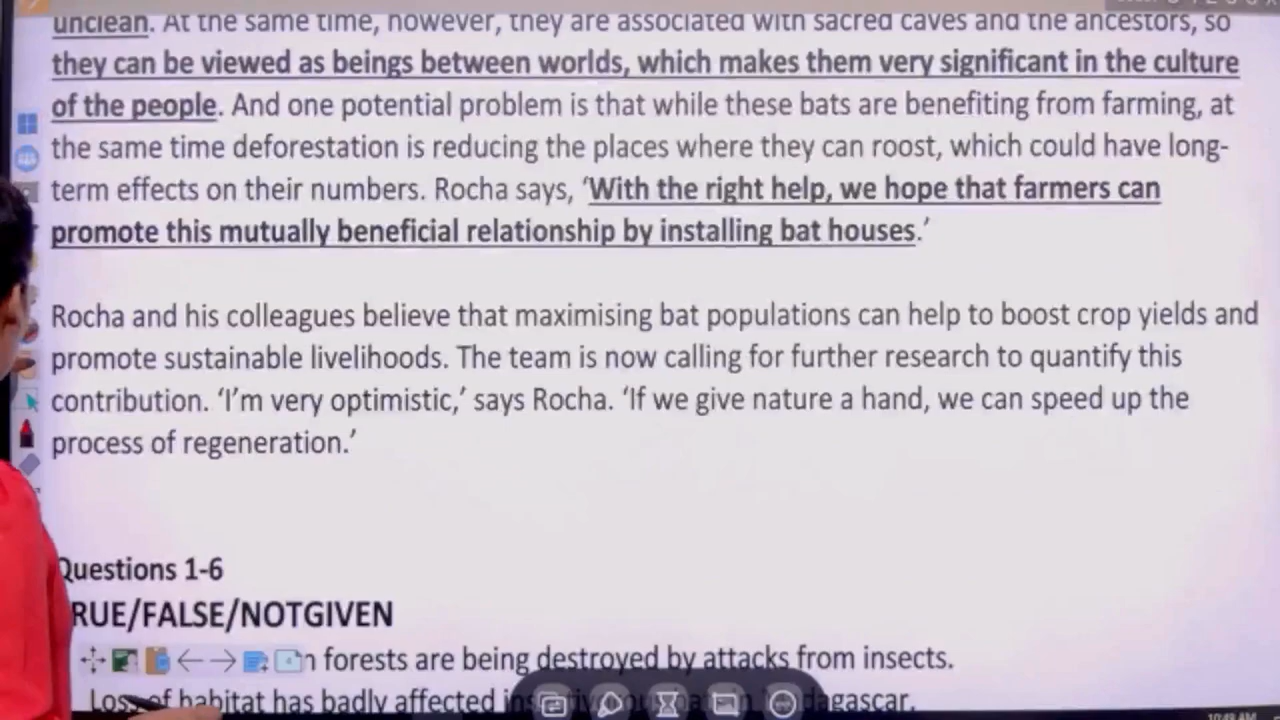 unclean. At the same time, however, they are associated with sacred caves and the ancestors, so
they can be viewed as beings between worlds, which makes them very significant in the culture
of the people. And one potential problem is that while these bats are benefiting from farming, at
the same time deforestation is reducing the places where they can roost, which could have long-
term effects on their numbers. Rocha says, ‘With the right help, we hope that farmers can
promote this mutually beneficial relationship by installing bat houses.’
Rocha and his colleagues believe that maximising bat populations can help to boost crop yields and
promote sustainable livelihoods. The team is now calling for further research to quantify this
contribution. ‘I’m very optimistic,’ says Rocha. ‘If we give nature a hand, we can speed up the
process of regeneration.’
Questions 1-6
RUE/FALSE/NOTGIVEN
n forests are being destroyed by attacks from insects.
Loss of habitat has badly affected in dagascar.